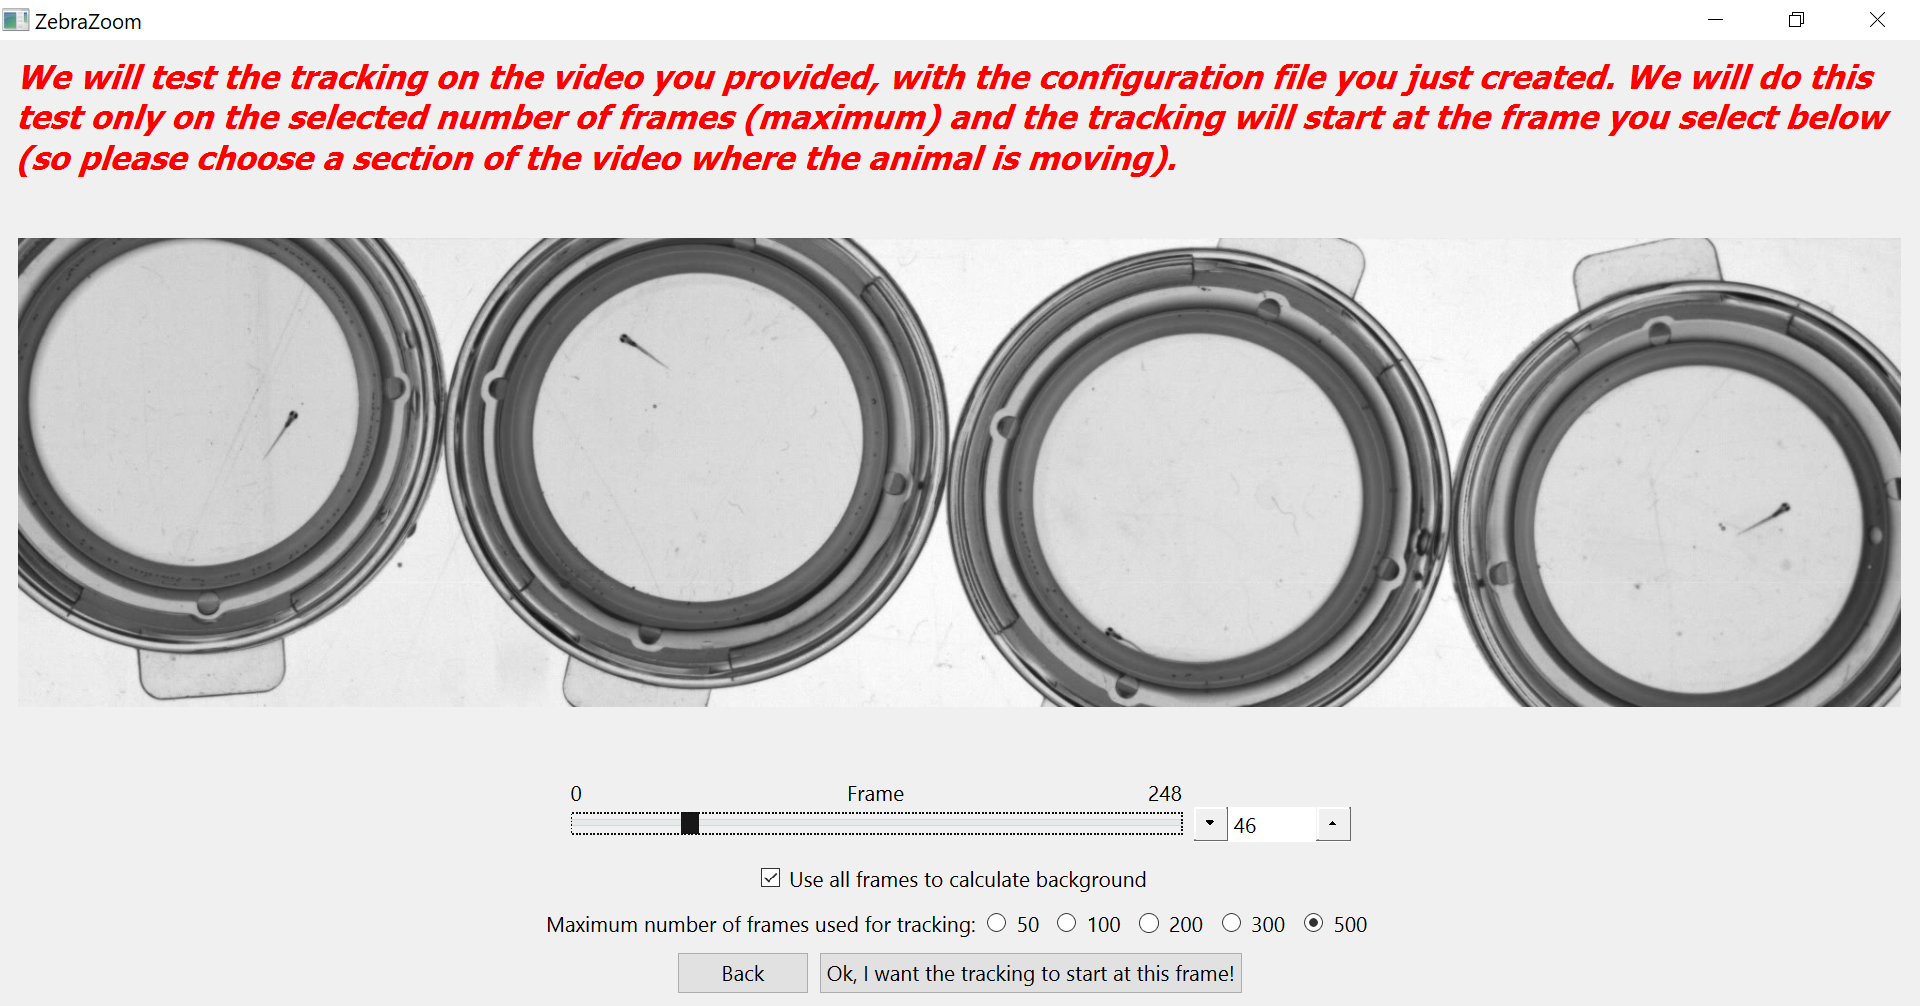 ZebraZoom
We will test the tracking on the video you provided, with the configuration file you just created. We will do this
test only on the selected number of frames (maximum) and the tracking will start at the frame you select below
(so please choose a section of the video where the animal is moving).
0 Frame 248
46
Use all frames to calculate background
Maximum number of frames used for tracking: 50 100 200 300 500
Back Ok, I want the tracking to start at this frame!